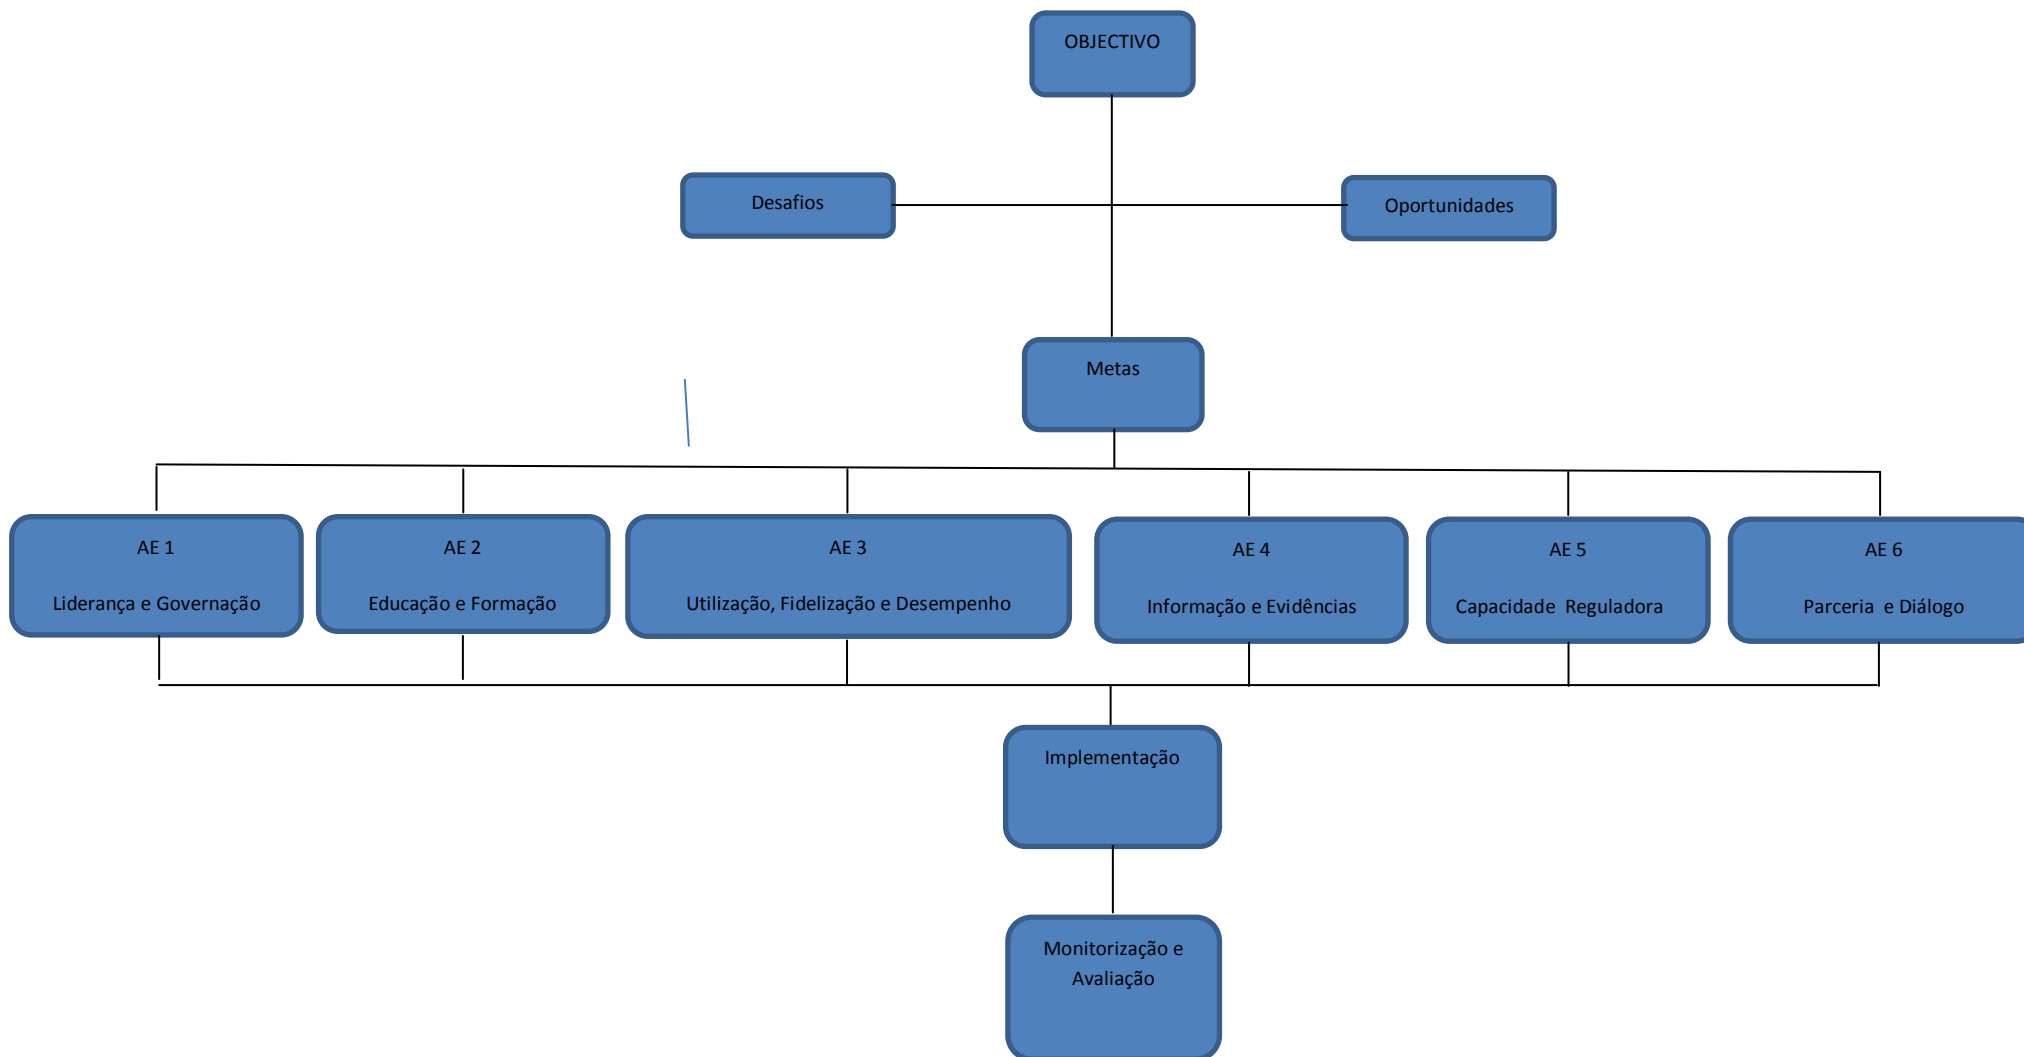 OBJECTIVO
Desafios
Oportunidades
Metas
AE 1
Liderança e Governação
AE 2
Educação e Formação
AE 3
Utilização, Fidelização e Desempenho
AE 4
Informação e Evidências
AE 5
Capacidade  Reguladora
AE 6
Parceria  e Diálogo
Implementação
Monitorização e
Avaliação